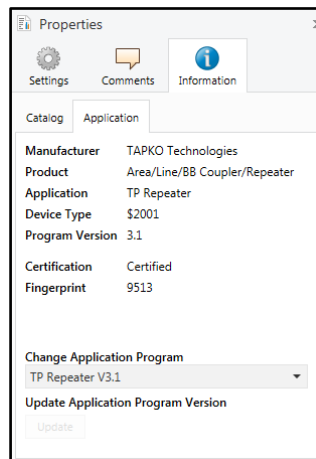 Properties
Settings Comments Information
Catalog Application
Manufacturer TAPKO Technologies
Product Area/Line/BB Coupler/Repeater
Application TP Repeater
Device Type $2001
Program Version 3.1
Certification Certified
Fingerprint 9513
Change Application Program
TP Repeater V3.1
Update Application Program Version
Update